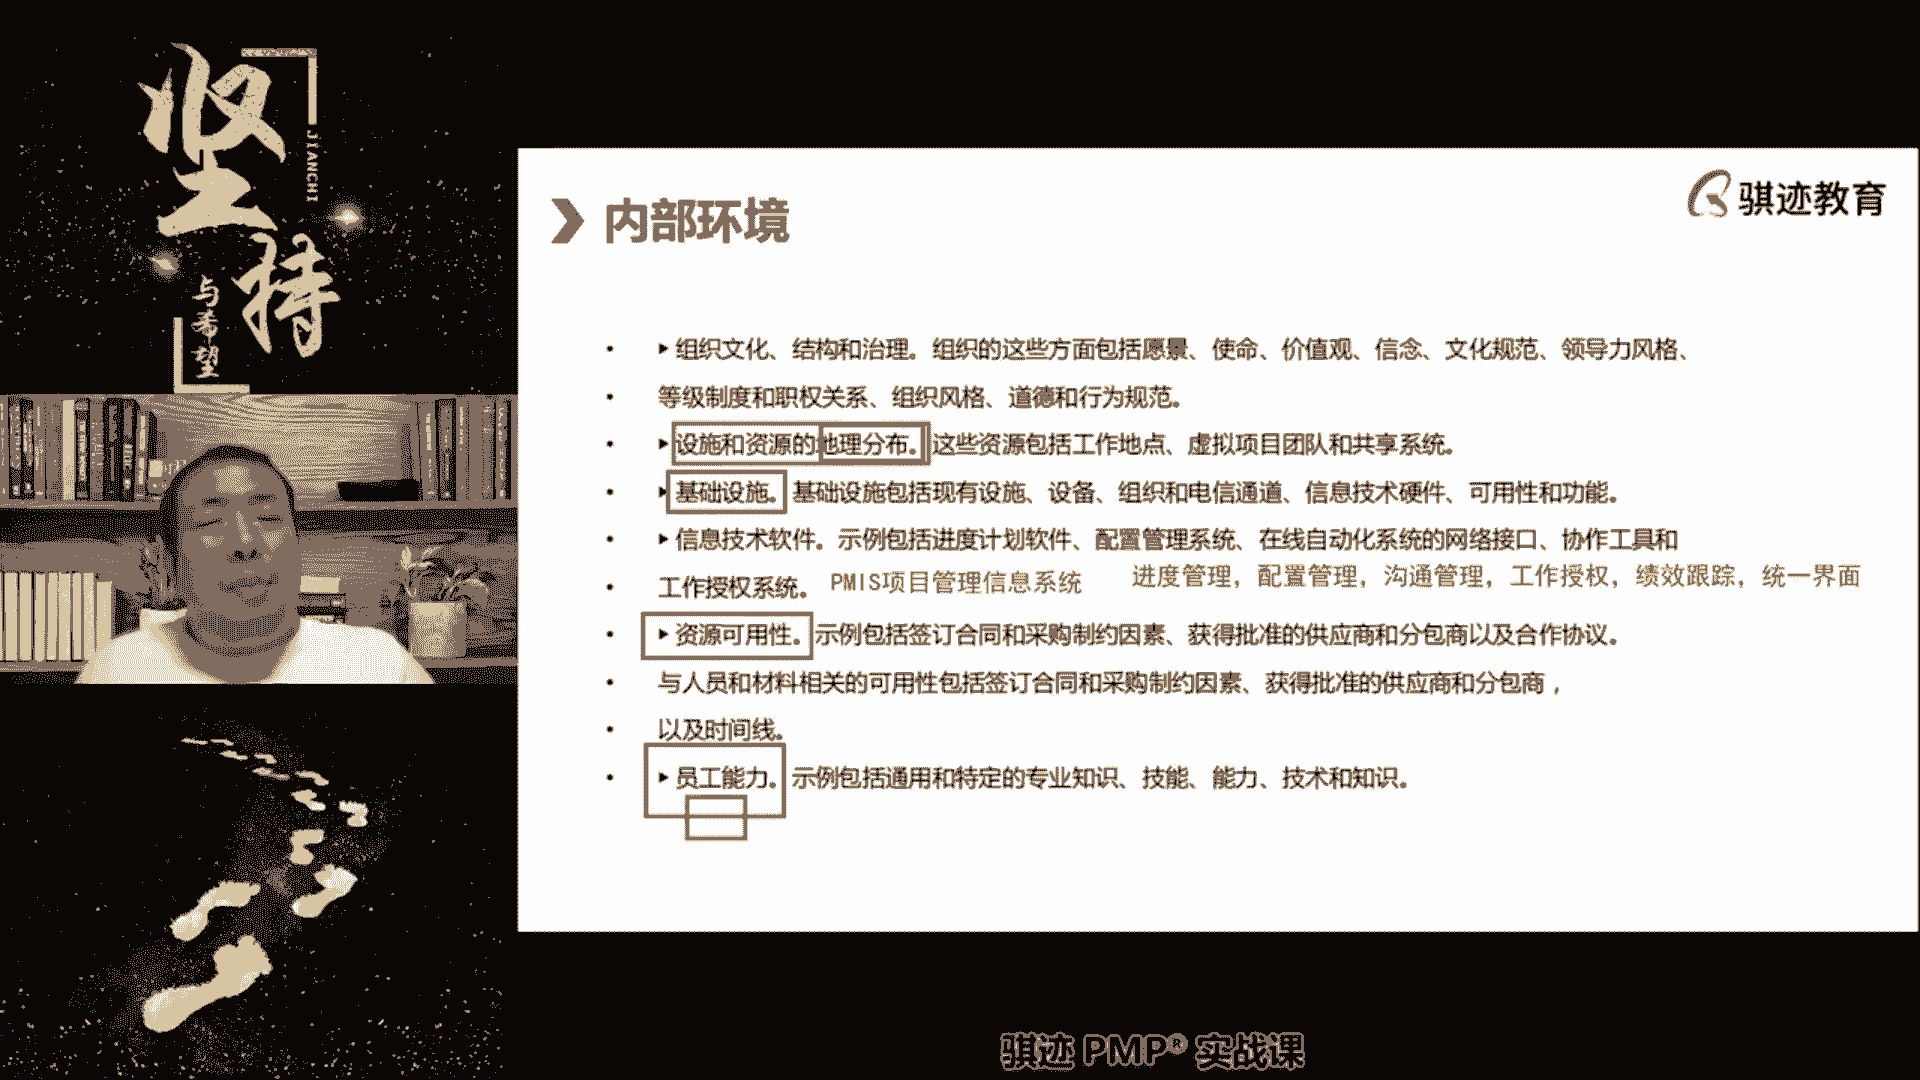 坚持
JIANCHI
与希望
内部环境
骐迹教育
组织文化、结构和治理。组织的这些方面包括愿景、使命、价值观、信念、文化规范、领导力风格、
等级制度和职权关系、组织风格、道德和行为规范。
设施和资源的地理分布。这些资源包括工作地点、虚拟项目团队和共享系统。
基础设施。基础设施包括现有设施、设备、组织和电信通道、信息技术硬件、可用性和功能。
信息技术软件。示例包括进度计划软件、配置管理系统、在线自动化系统的网络接口、协作工具和
工作授权系统。 PMIS项目管理信息系统 进度管理，配置管理，沟通管理，工作授权，绩效跟踪，统一界面
资源可用性。示例包括签订合同和采购制约因素、获得批准的供应商和分包商以及合作协议。
与人员和材料相关的可用性包括签订合同和采购制约因素、获得批准的供应商和分包商，
以及时间线。
员工能力。示例包括通用和特定的专业知识、技能、能力、技术和知识。
骐迹 PMP® 实战课